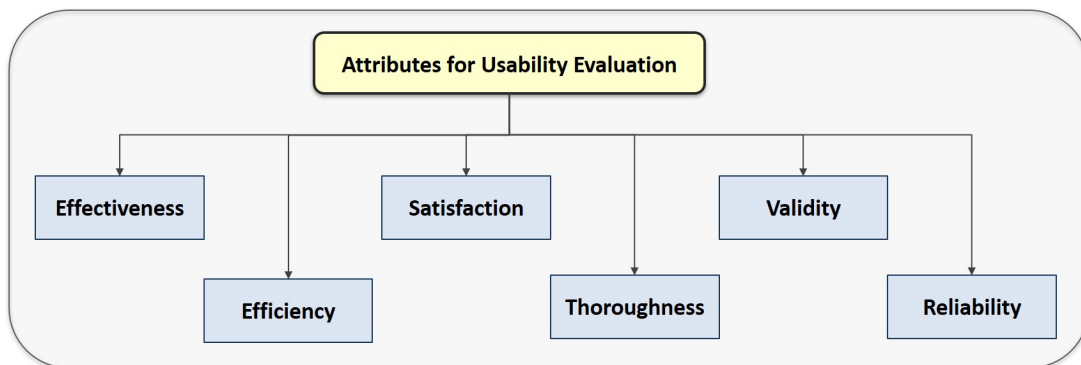 Attributes for Usability Evaluation
Effectiveness
Satisfaction
Validity
Efficiency
Thoroughness
Reliability